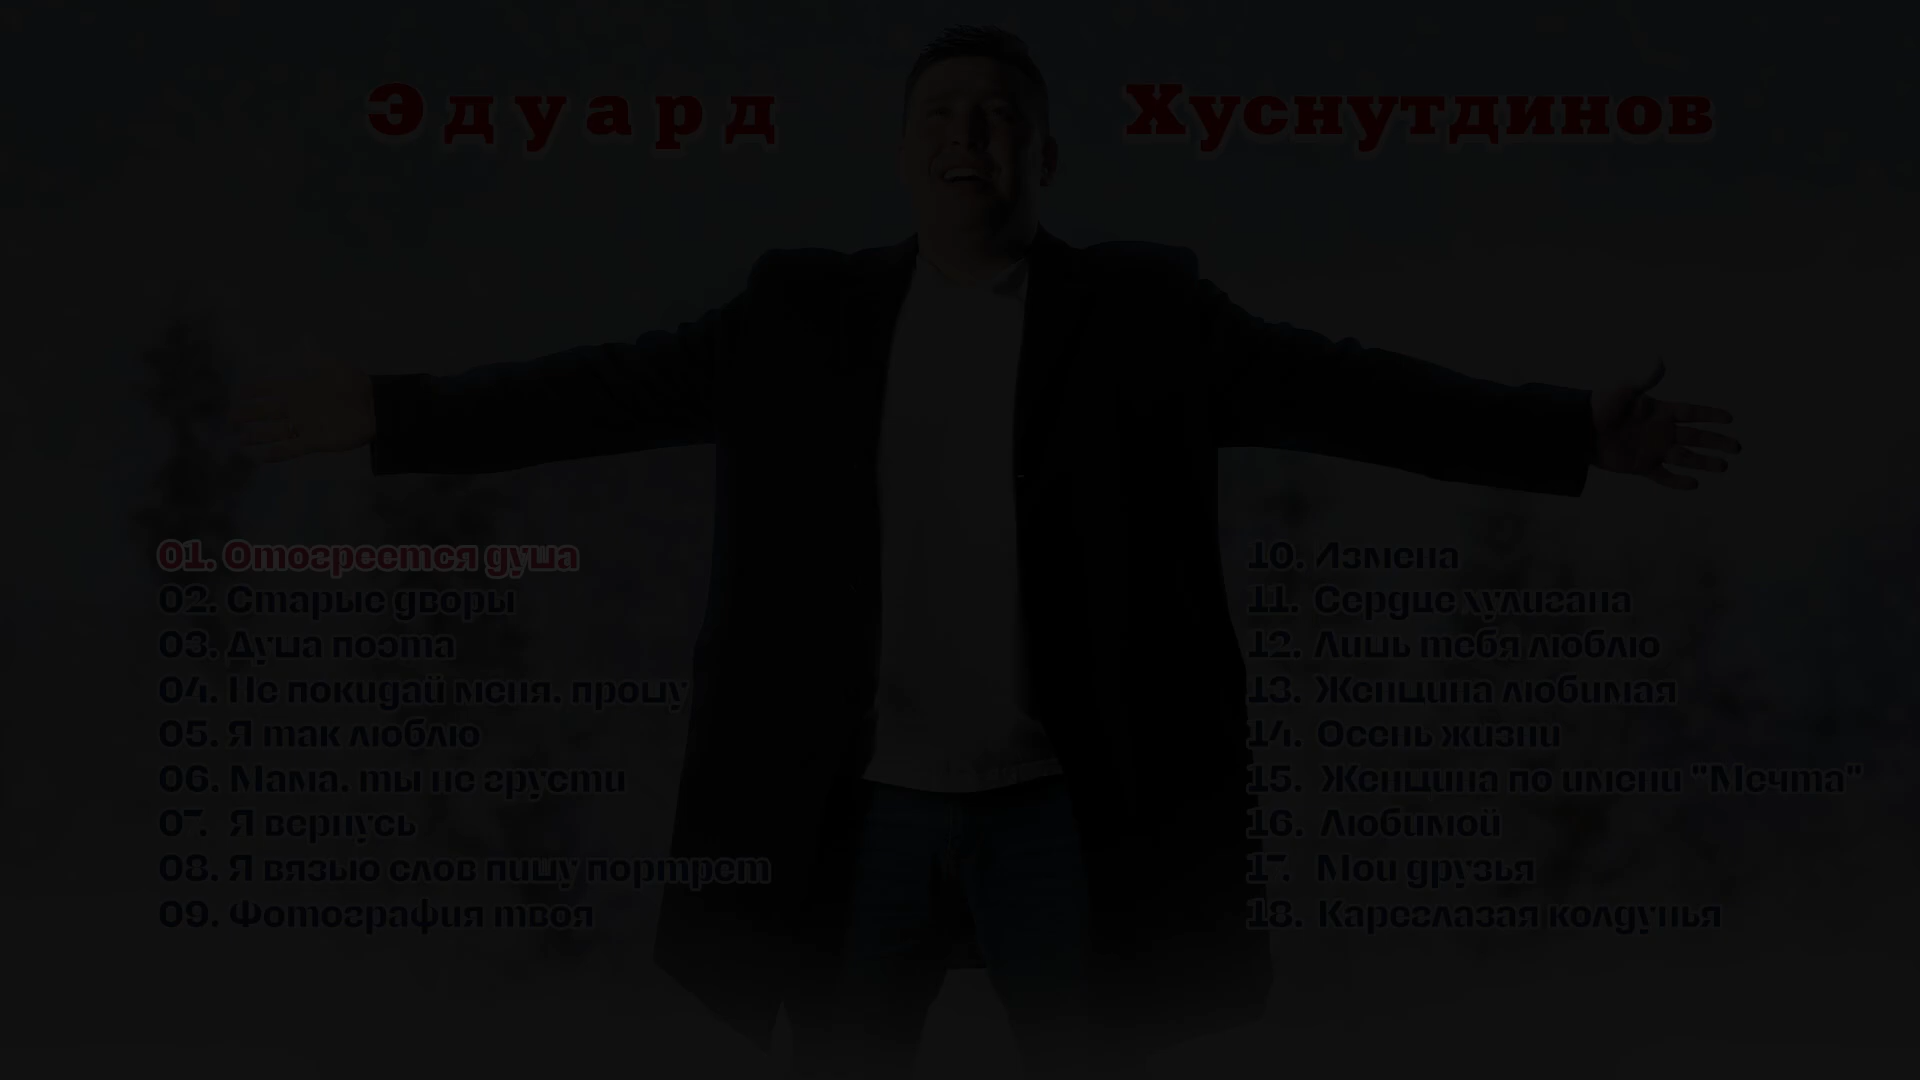 Эдуард Хуснутдинов
01. Отогреется душа
02. Старые дворы
03. Душа поэта
04. Не покидай меня, прошу
05. Я так люблю
06. Мама, ты не грусти
07. Я вернусь
08. Я вязью слов пишу портрет
09. Фотография твоя
10. Измена
11. Сердце хулигана
12. Лишь тебя люблю
13. Женщина любимая
14. Осень жизни
15. Женщина по имени "Мечта"
16. Любимой
17. Мои друзья
18. Кареглазая колдунья